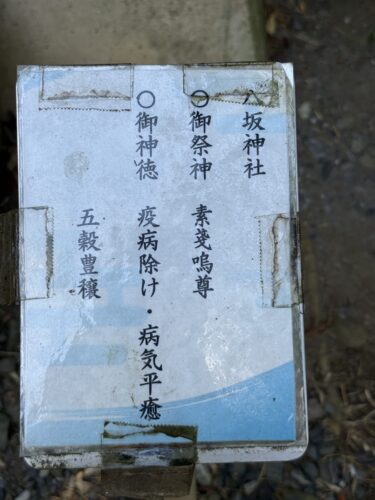 八坂神社
○御祭神 素戔嗚尊
○御神徳 疫病除け・病気平癒
五穀豊穣